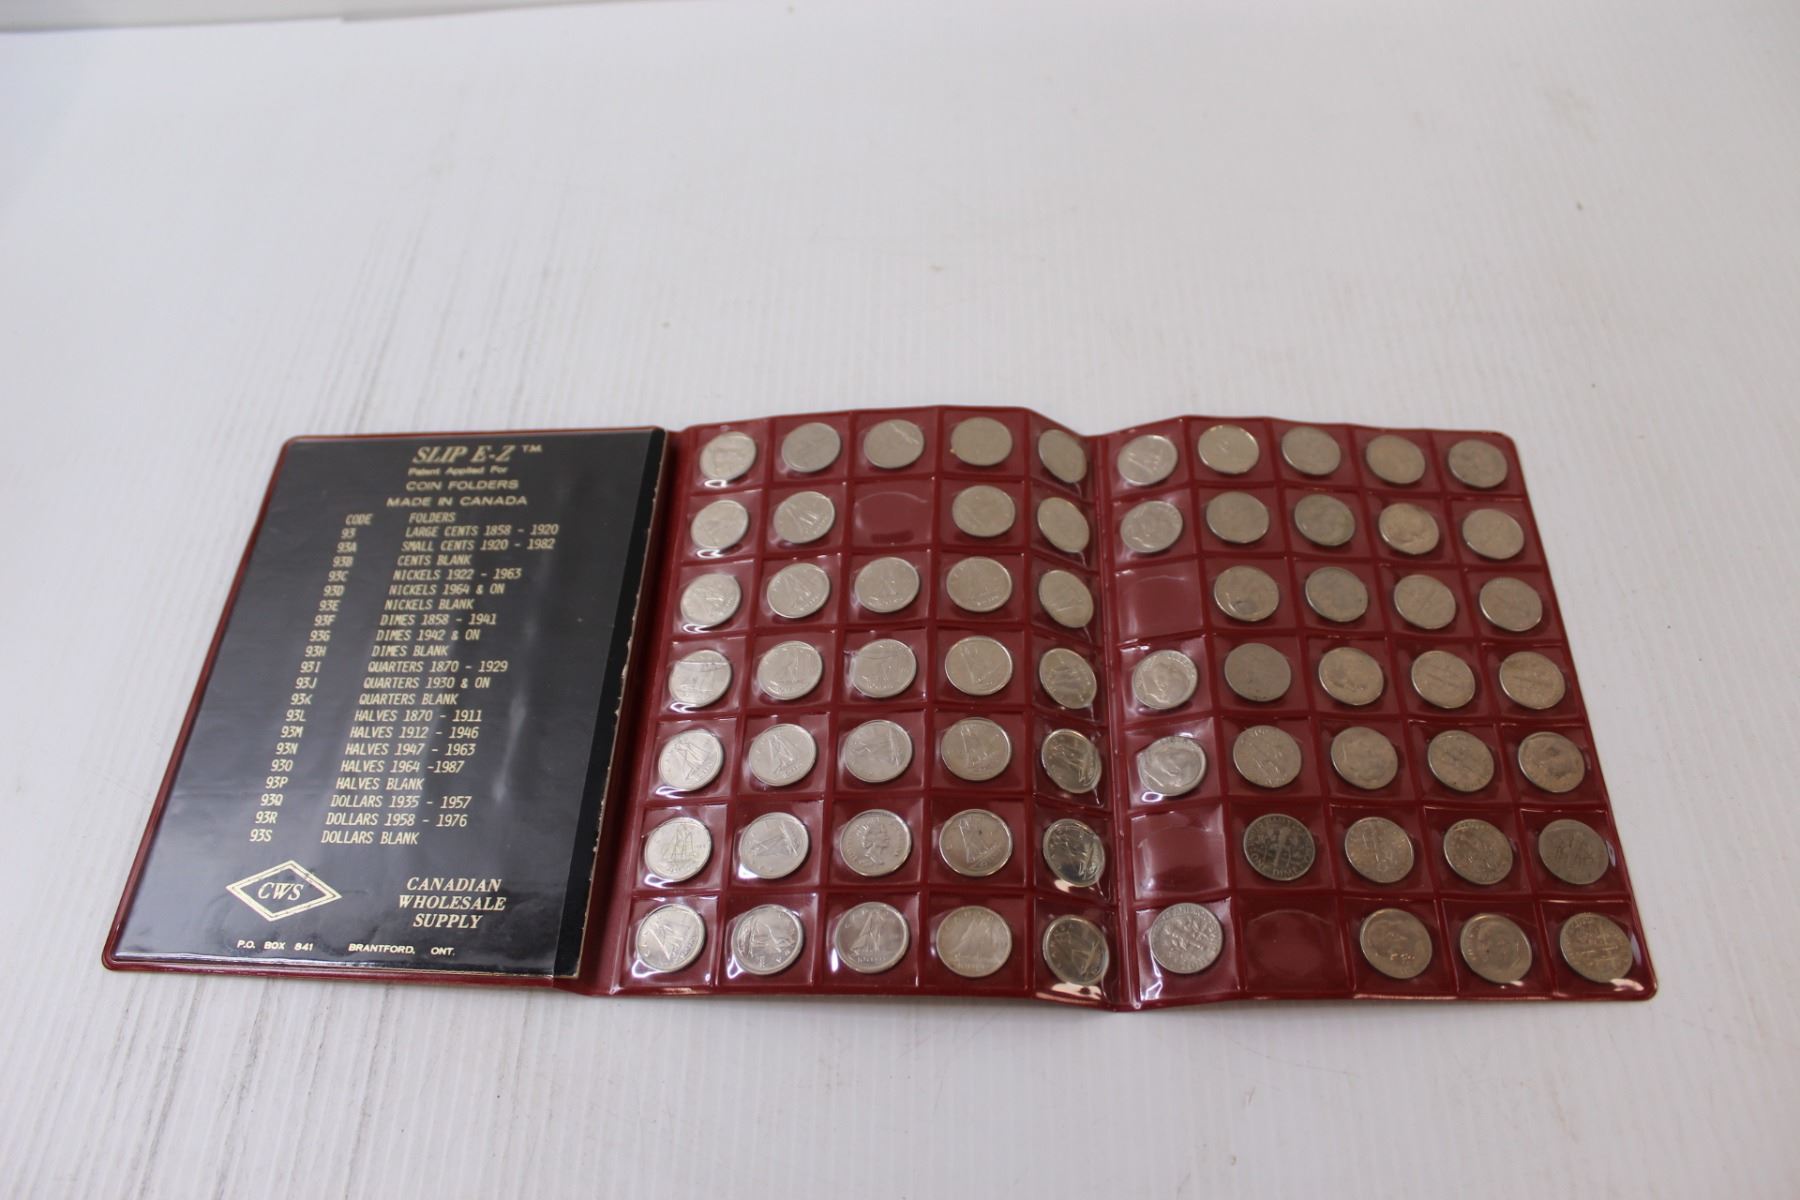 SLIP E-Z TM
Patent Applied For
COIN FOLDERS
MADE IN CANADA
CODE FOLDERS
93 LARGE CENTS 1858 - 1920
93A SMALL CENTS 1920 - 1982
93B CENTS BLANK
93C NICKELS 1922 - 1963
93D NICKELS 1964 & ON
93E NICKELS BLANK
93F DIMES 1858 - 1941
93G DIMES 1942 & ON
93H DIMES BLANK
93I QUARTERS 1870 - 1929
93J QUARTERS 1930 & ON
93K QUARTERS BLANK
93L HALVES 1870 - 1911
93M HALVES 1912 - 1946
93N HALVES 1947 - 1963
93O HALVES 1964 -1987
93P HALVES BLANK
93Q DOLLARS 1935 - 1957
93R DOLLARS 1958 - 1976
93S DOLLARS BLANK
CWS
CANADIAN
WHOLESALE
SUPPLY
P.O. BOX 841 BRANTFORD, ONT.